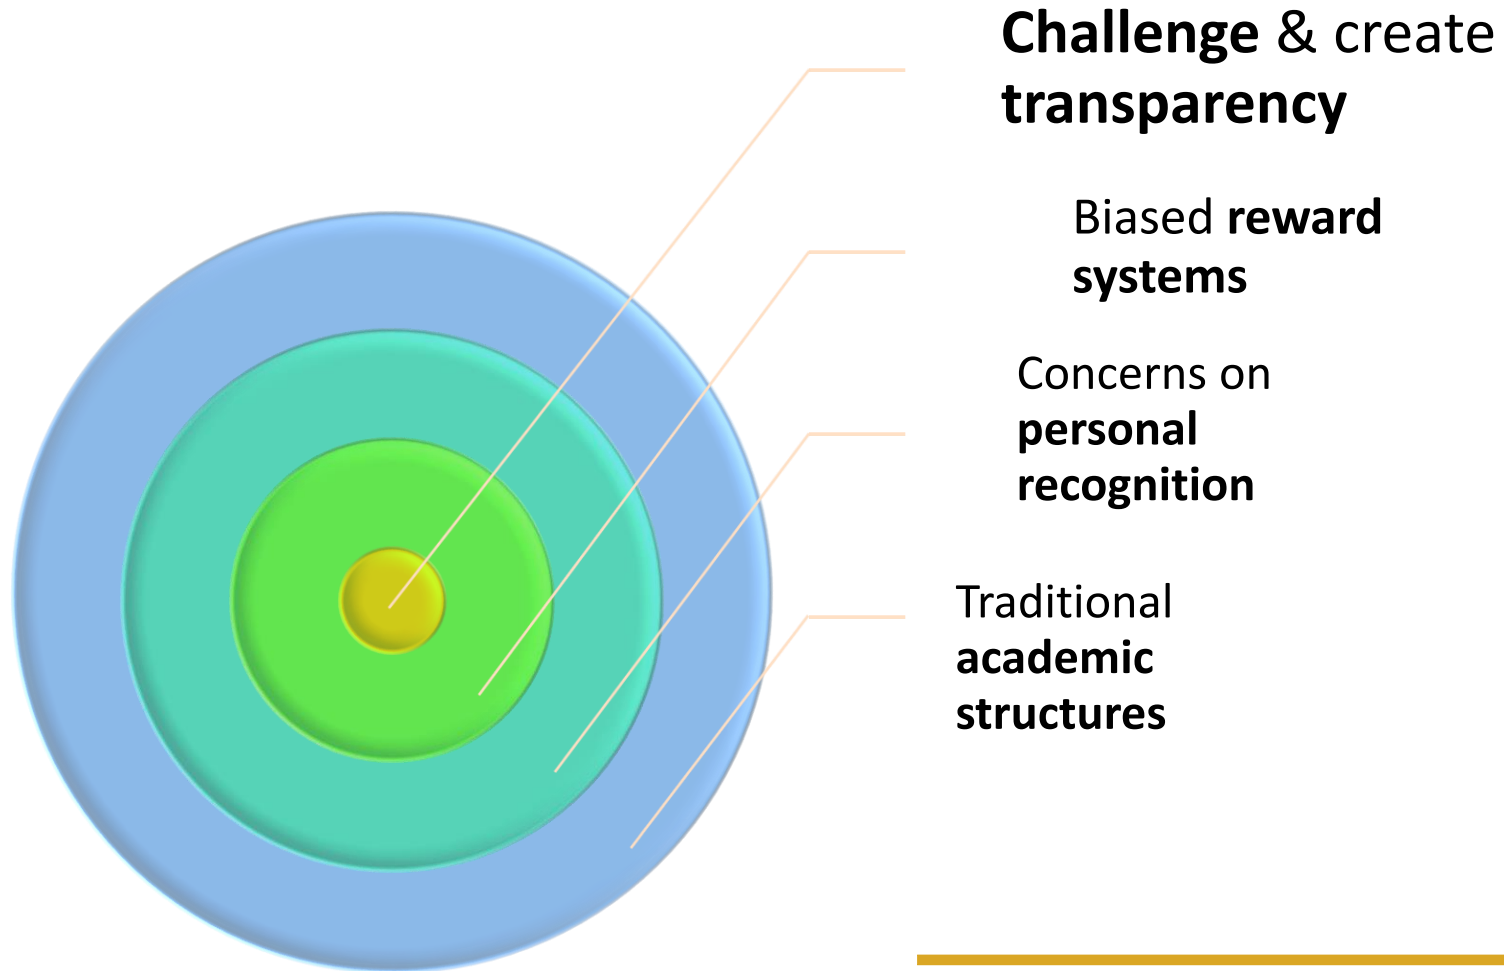 Challenge & create
transparency
Biased reward
systems
Concerns on
personal
recognition
Traditional
academic
structures